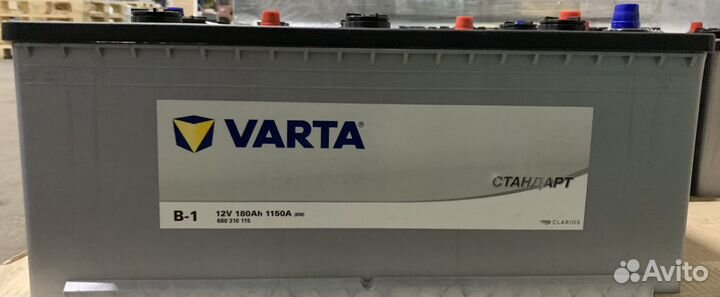 VARTA®
СТАНДАРТ
B-1 12V 180Ah 1150A (EN)
680 310 115
CLARIOS
Avito